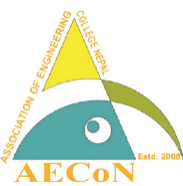 ASSOCIATION OF ENGINEERING
COLLEGE NEPAL
Estd. 2008
AECoN